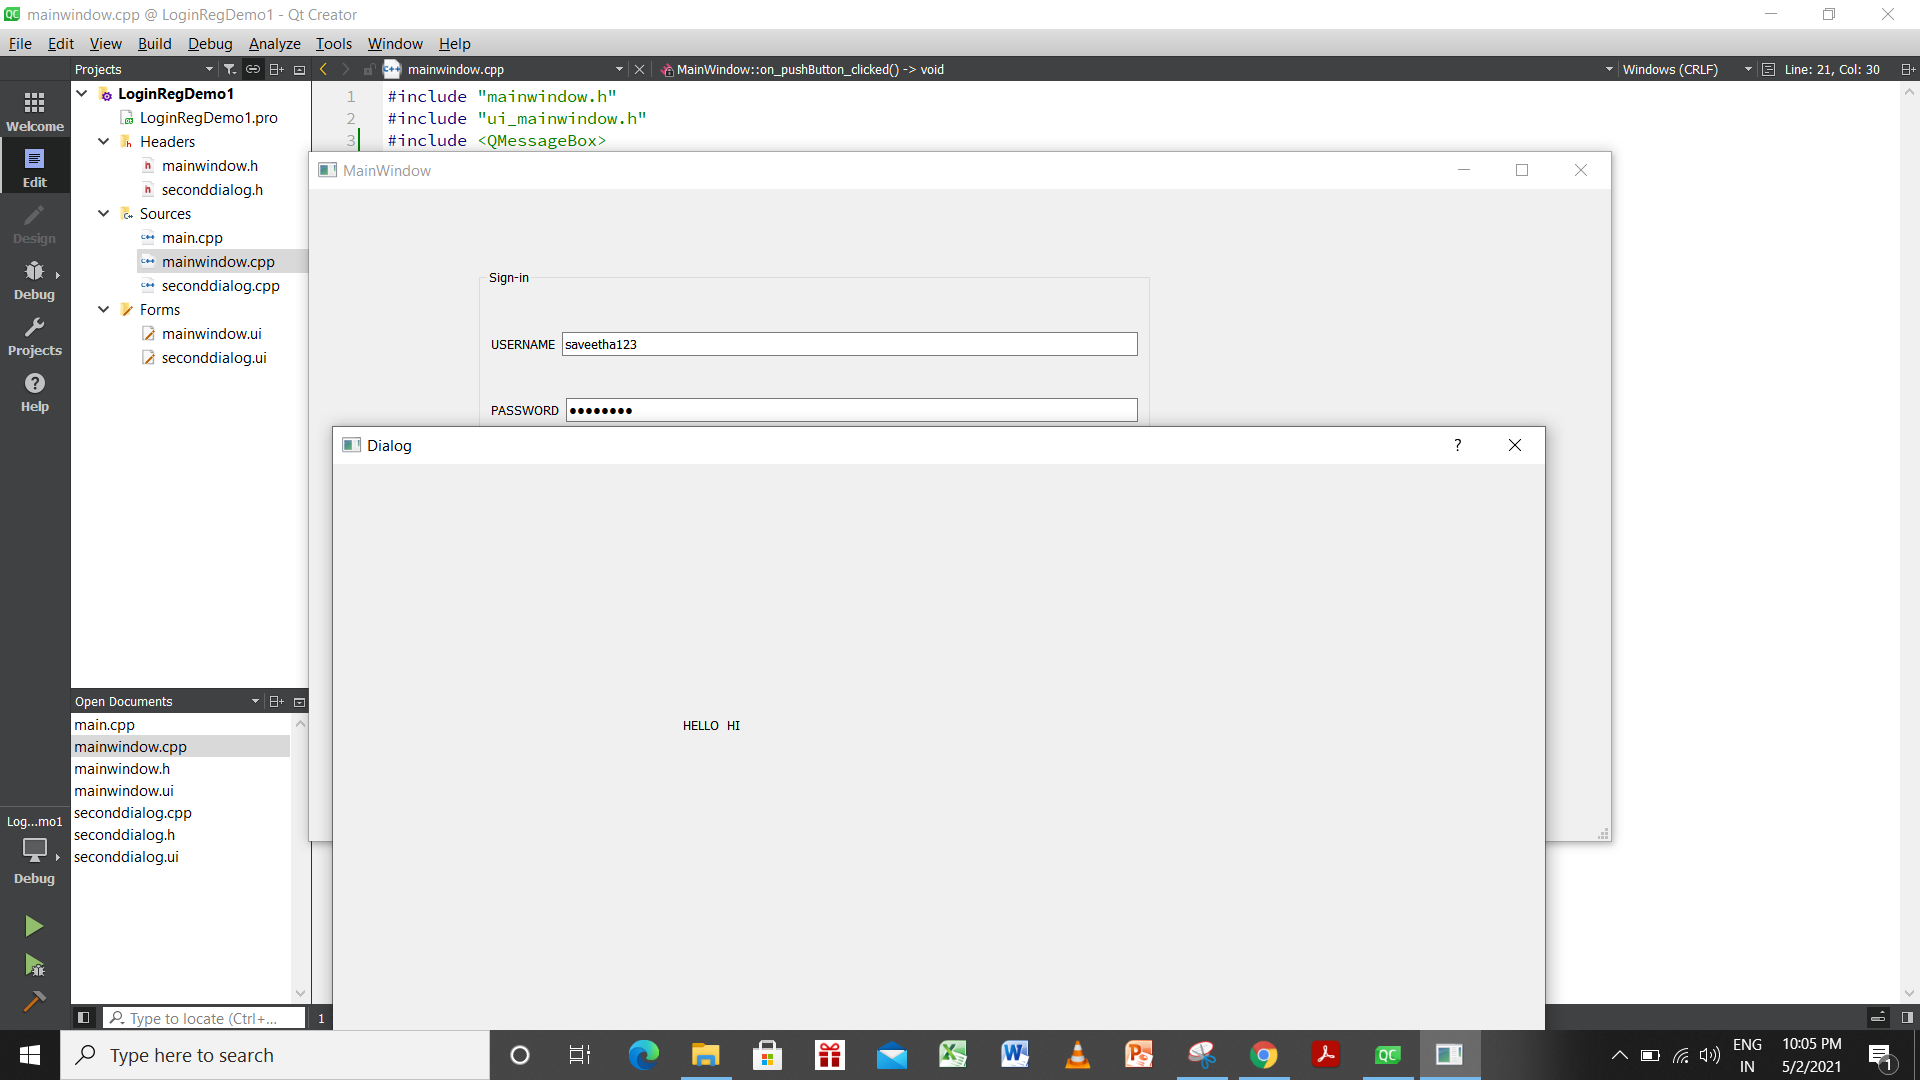 mainwindow.cpp @ LoginRegDemo1 - Qt Creator
File Edit View Build Debug Analyze Tools Window Help
Projects
mainwindow.cpp
MainWindow::on_pushButton_clicked() -> void
Windows (CRLF)
Line: 21, Col: 30
Welcome
Edit
Design
Debug
Projects
Help
LoginRegDemo1
LoginRegDemo1.pro
Headers
mainwindow.h
seconddialog.h
Sources
main.cpp
mainwindow.cpp
seconddialog.cpp
Forms
mainwindow.ui
seconddialog.ui
1 #include "mainwindow.h"
2 #include "ui_mainwindow.h"
3 #include <QMessageBox>
MainWindow
Sign-in
USERNAME saveetha123
PASSWORD ●●●●●●●●
Dialog
?
HELLO HI
Open Documents
main.cpp
mainwindow.cpp
mainwindow.h
mainwindow.ui
seconddialog.cpp
seconddialog.h
seconddialog.ui
Log...mo1
Debug
Type to locate (Ctrl+...
1
Type here to search
ENG
IN
10:05 PM
5/2/2021
1